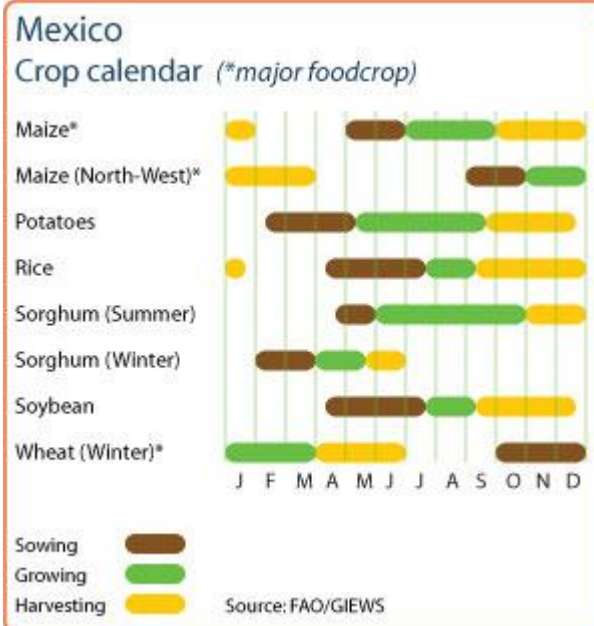 Mexico
Crop calendar (*major foodcrop)
Maize*
Maize (North-West)*
Potatoes
Rice
Sorghum (Summer)
Sorghum (Winter)
Soybean
Wheat (Winter)*
J F M A M J J A S O N D
Sowing
Growing
Harvesting
Source: FAO/GIEWS